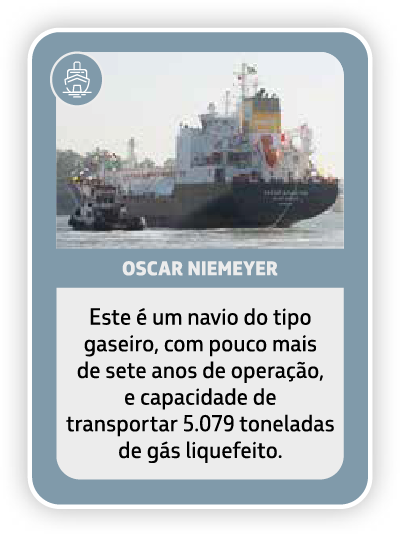 OSCAR NIEMEYER
Este é um navio do tipo
gaseiro, com pouco mais
de sete anos de operação,
e capacidade de
transportar 5.079 toneladas
de gás liquefeito.